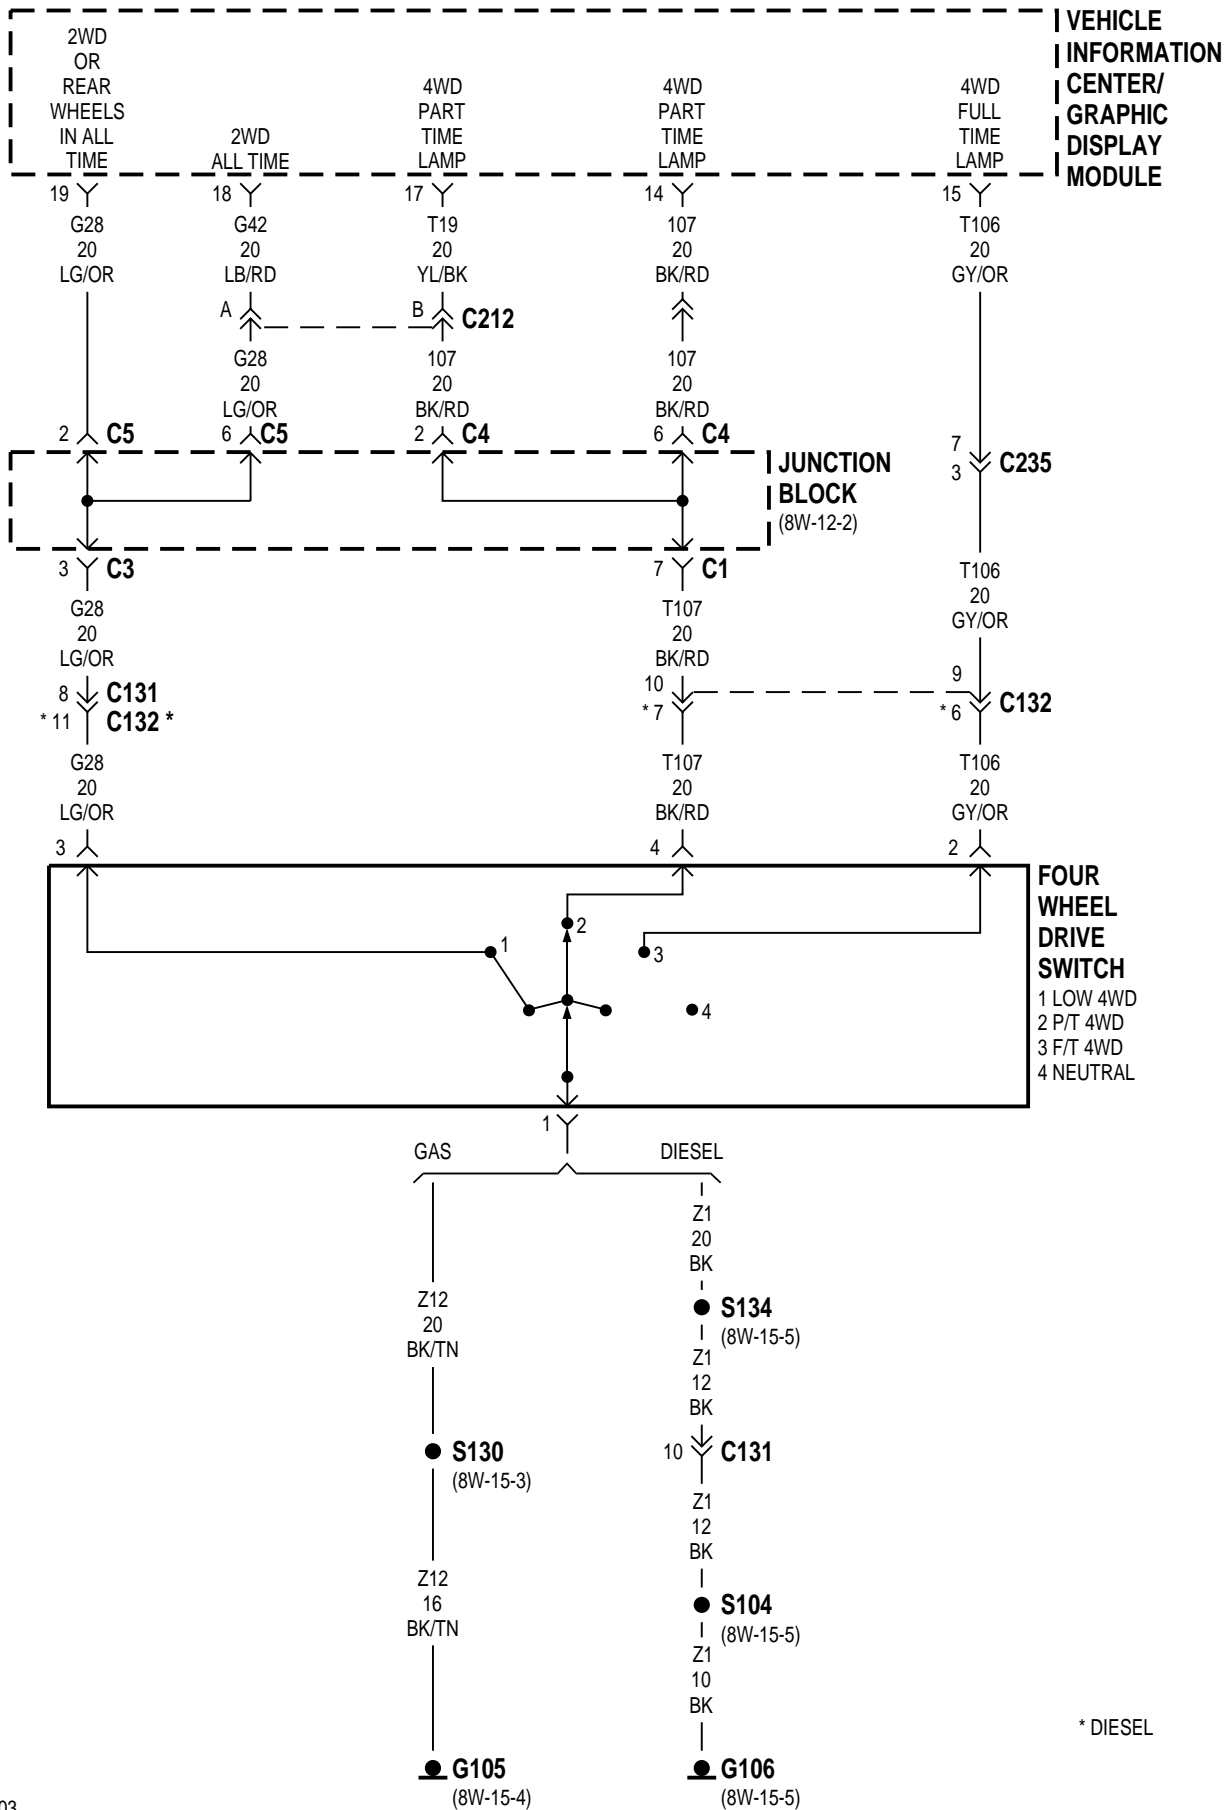 VEHICLE
INFORMATION
CENTER/
GRAPHIC
DISPLAY
MODULE
2WD
OR
REAR
WHEELS
IN ALL
TIME
2WD
ALL TIME
4WD
PART
TIME
LAMP
4WD
PART
TIME
LAMP
4WD
FULL
TIME
LAMP
19
18
17
14
15
G28
20
LG/OR
G42
20
LB/RD
T19
20
YL/BK
107
20
BK/RD
T106
20
GY/OR
A
B
C212
G28
20
LG/OR
107
20
BK/RD
107
20
BK/RD
2
C5
6
C5
2
C4
6
C4
7
3
C235
JUNCTION
BLOCK
(8W-12-2)
3
C3
7
C1
G28
20
LG/OR
T107
20
BK/RD
T106
20
GY/OR
8
C131
* 11
C132 *
10
* 7
9
* 6
C132
G28
20
LG/OR
T107
20
BK/RD
T106
20
GY/OR
3
4
2
FOUR
WHEEL
DRIVE
SWITCH
1 LOW 4WD
2 P/T 4WD
3 F/T 4WD
4 NEUTRAL
1
2
3
4
1
GAS
DIESEL
Z12
20
BK/TN
S130
(8W-15-3)
Z12
16
BK/TN
G105
(8W-15-4)
Z1
20
BK
S134
(8W-15-5)
Z1
12
BK
10
C131
Z1
12
BK
S104
(8W-15-5)
Z1
10
BK
G106
(8W-15-5)
* DIESEL